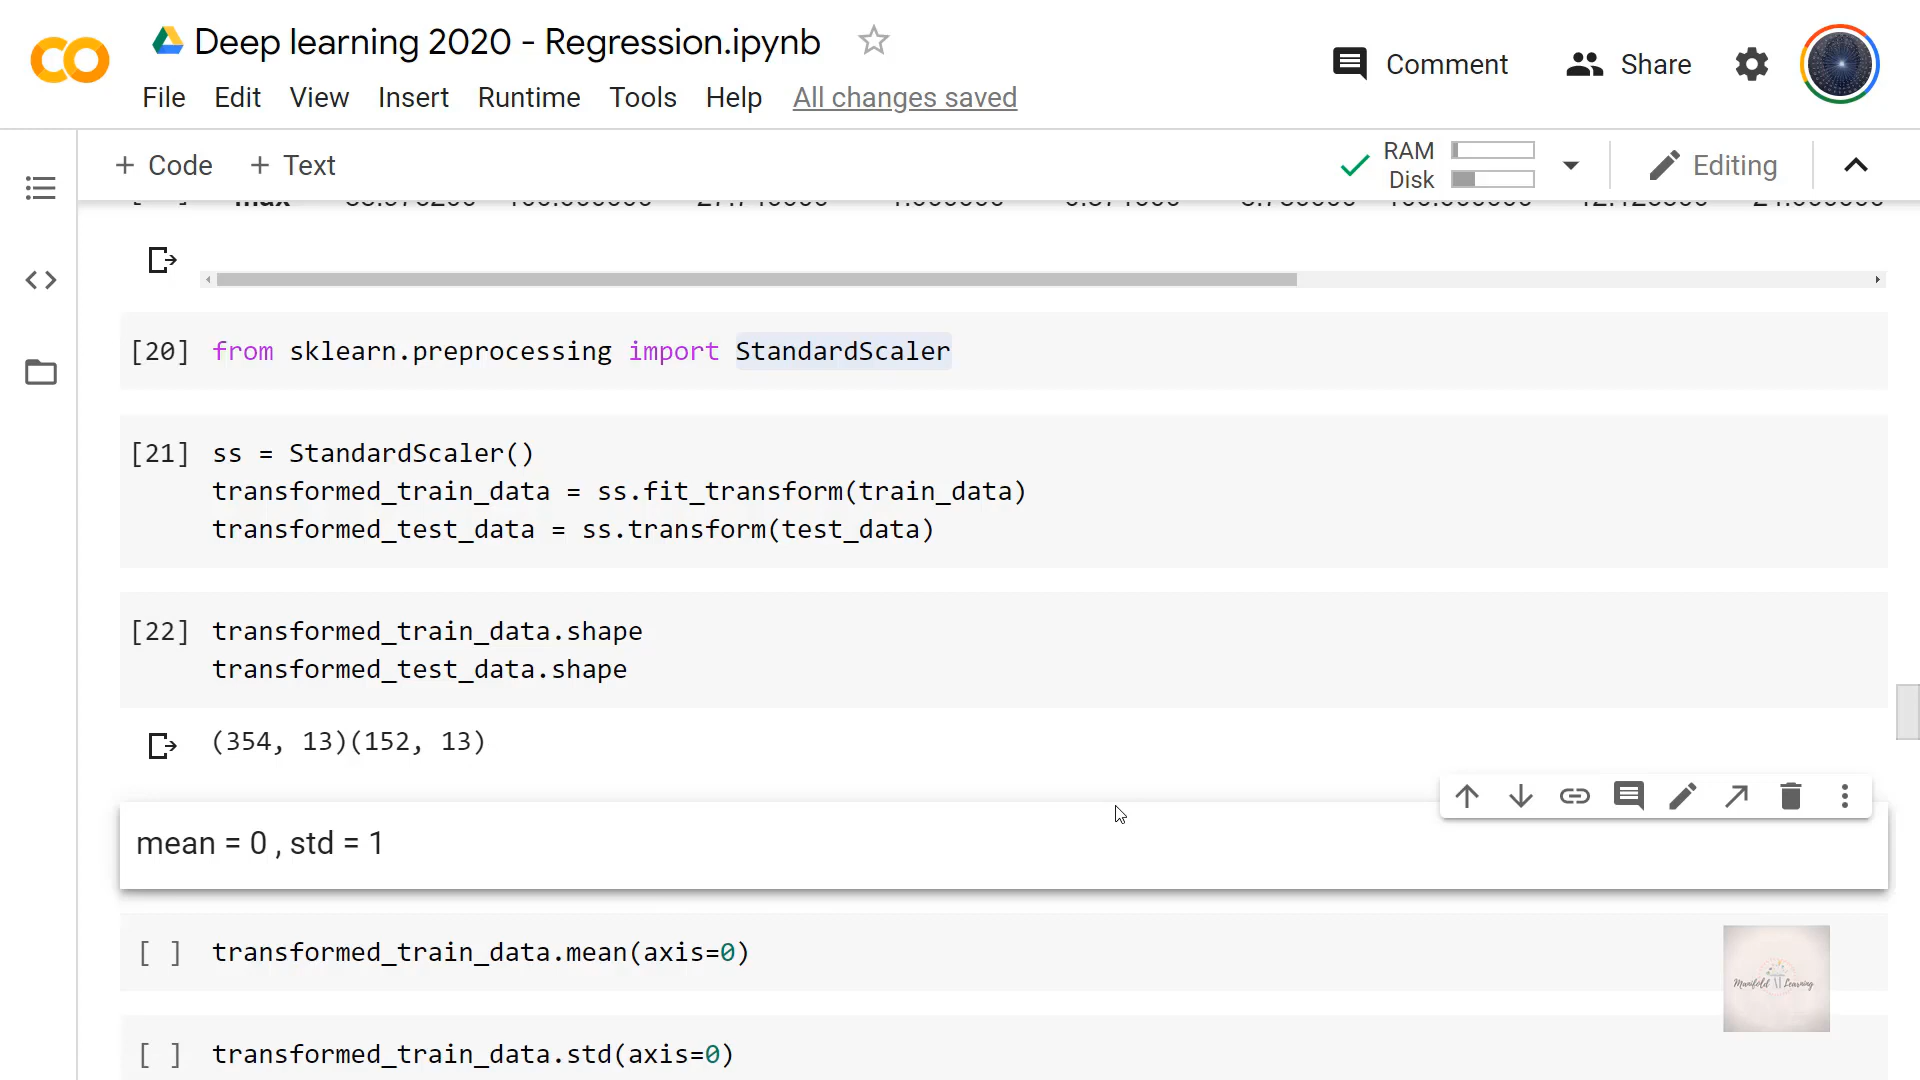 Deep learning 2020 - Regression.ipynb
Comment
Share
File Edit View Insert Runtime Tools Help All changes saved
+ Code + Text
RAM
Disk
Editing
[20] from sklearn.preprocessing import StandardScaler
[21] ss = StandardScaler()
transformed_train_data = ss.fit_transform(train_data)
transformed_test_data = ss.transform(test_data)
[22] transformed_train_data.shape
transformed_test_data.shape
(354, 13)(152, 13)
mean = 0 , std = 1
[ ] transformed_train_data.mean(axis=0)
Manifold Learning
[ ] transformed_train_data.std(axis=0)